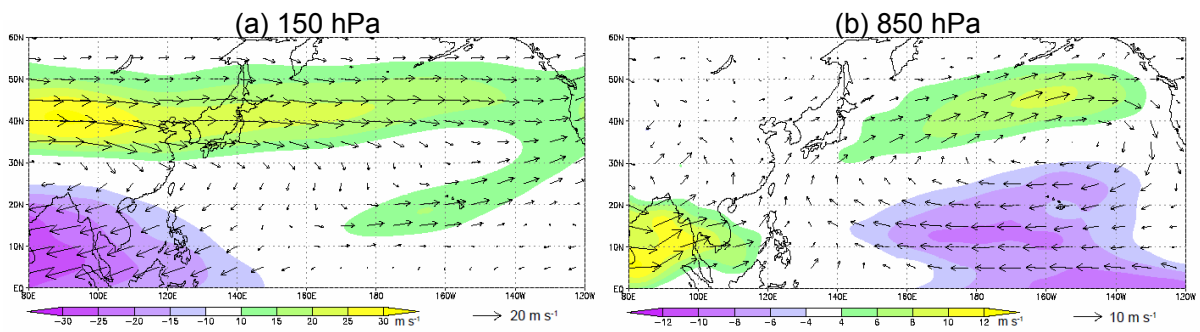 (a) 150 hPa
(b) 850 hPa
60N
50N
40N
30N
20N
10N
EQ
80E 100E 120E 140E 160E 180 160W 140W 120W
-30 -25 -20 -15 -10 10 15 20 25 30 m s⁻¹
20 m s⁻¹
60N
50N
40N
30N
20N
10N
EQ
80E 100E 120E 140E 160E 180 160W 140W 120W
-12 -10 -8 -6 -4 4 6 8 10 12 m s⁻¹
10 m s⁻¹